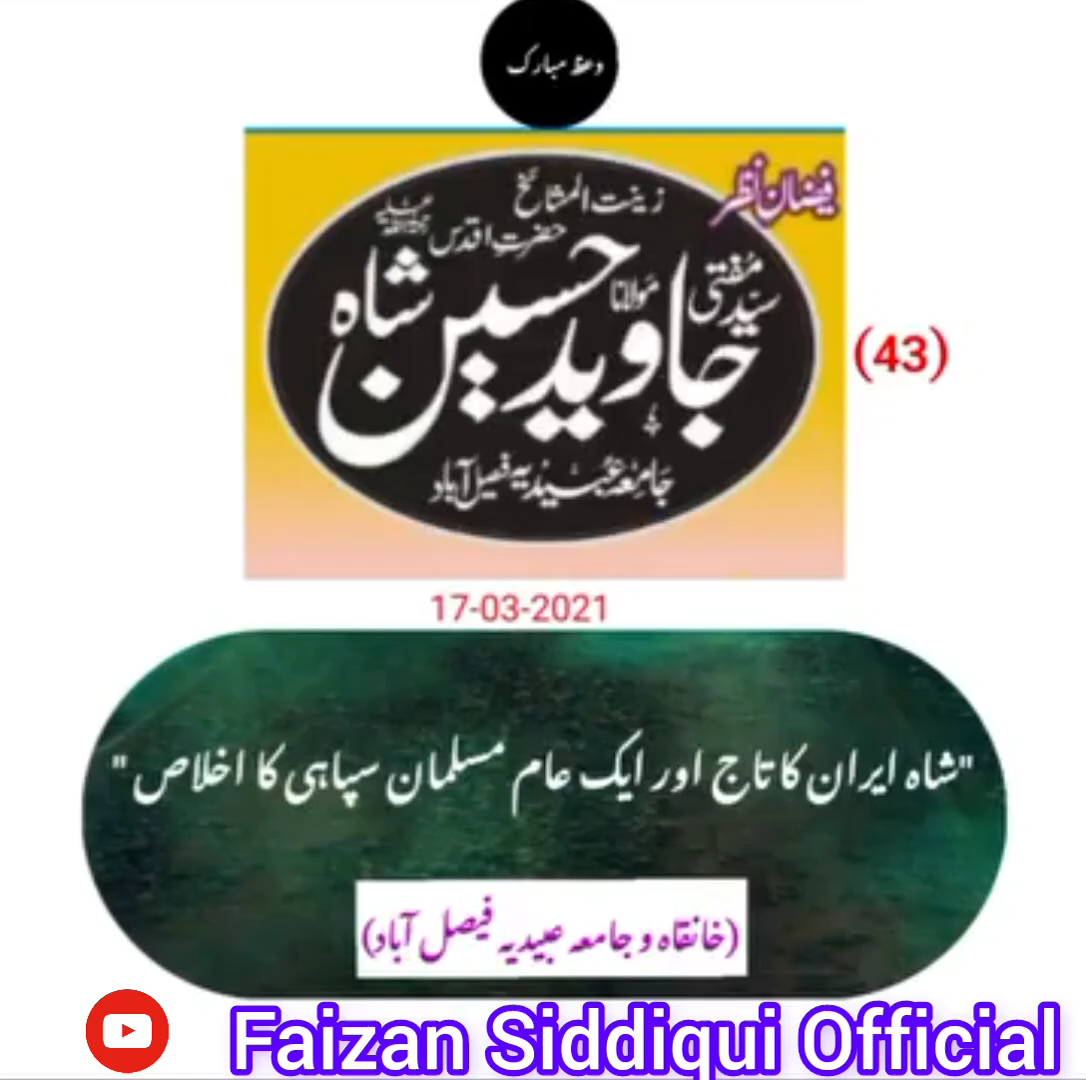 وعظ مبارک
فیضان نظر
زینت المشائخ
حضرت اقدس
سید مفتی مولانا جاوید حسین شاہ
جامعہ عبیدیہ فیصل آباد
(43)
17-03-2021
"شاہ ایران کا تاج اور ایک عام مسلمان سپاہی کا اخلاص"
(خانقاہ و جامعہ عبیدیہ فیصل آباد)
Faizan Siddiqui Official